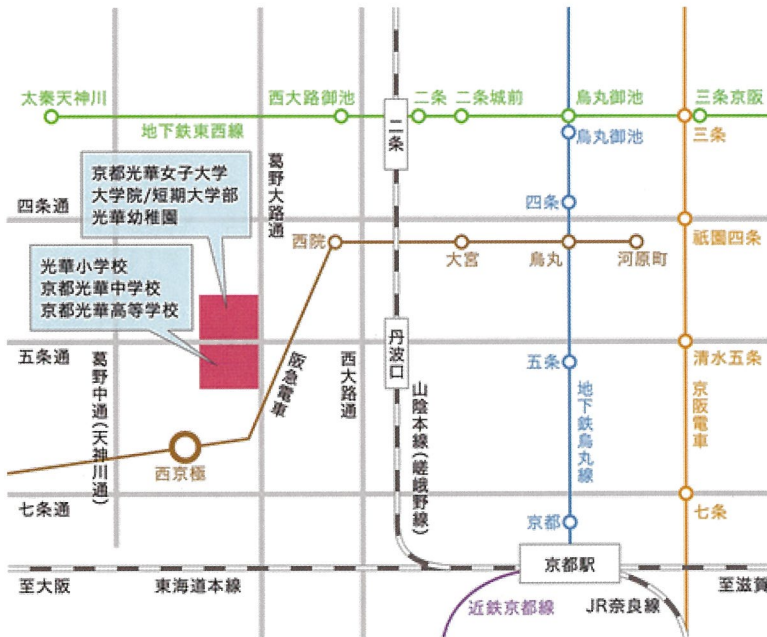 太秦天神川
西大路御池
二条
二条城前
烏丸御池
三条京阪
地下鉄東西線
二条
烏丸御池
三条
京都光華女子大学
大学院/短期大学部
光華幼稚園
葛野大路通
四条通
四条
祇園四条
西院
大宮
烏丸
河原町
光華小学校
京都光華中学校
京都光華高等学校
五条通
葛野中通(天神川通)
阪急電車
西大路通
丹波口
山陰本線(嵯峨野線)
五条
地下鉄烏丸線
清水五条
京阪電車
西京極
七条通
京都
七条
京都駅
至大阪
東海道本線
至滋賀
近鉄京都線
JR奈良線